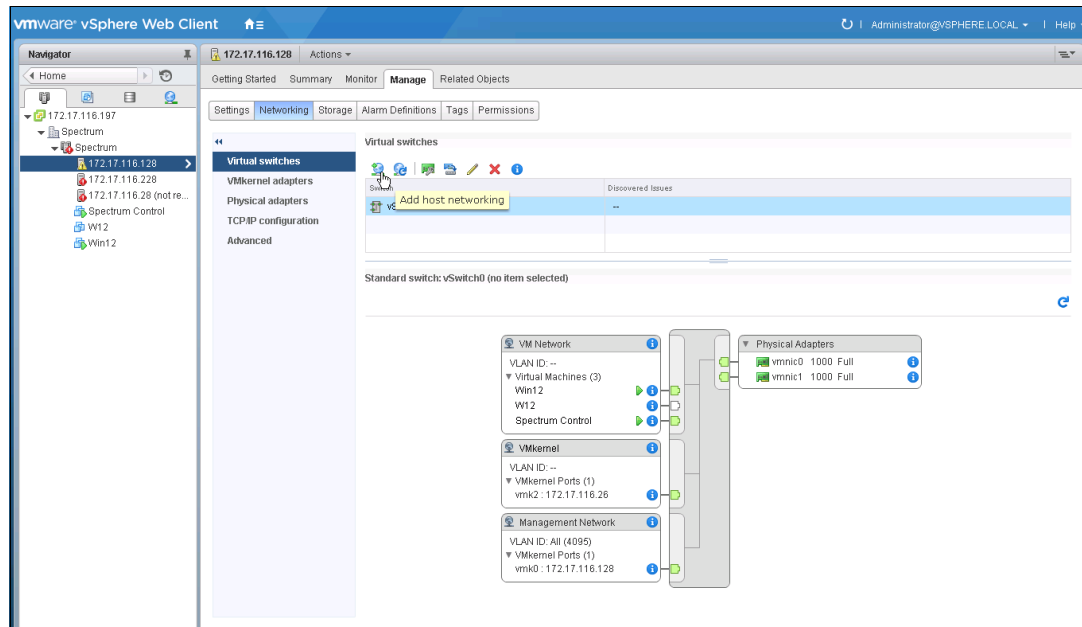 vmware vSphere Web Client
Administrator@VSPHERE.LOCAL
Help
Navigator
Home
172.17.116.197
Spectrum
Spectrum
172.17.116.128
172.17.116.228
172.17.116.28 (not re...
Spectrum Control
W12
Win12
172.17.116.128 Actions
Getting Started Summary Monitor Manage Related Objects
Settings Networking Storage Alarm Definitions Tags Permissions
Virtual switches
VMkernel adapters
Physical adapters
TCP/IP configuration
Advanced
Virtual switches
Discovered Issues
Add host networking
--
Standard switch: vSwitch0 (no item selected)
VM Network
VLAN ID: --
Virtual Machines (3)
Win12
W12
Spectrum Control
VMkernel
VLAN ID: --
VMkernel Ports (1)
vmk2 : 172.17.116.26
Management Network
VLAN ID: All (4095)
VMkernel Ports (1)
vmk0 : 172.17.116.128
Physical Adapters
vmnic0 1000 Full
vmnic1 1000 Full